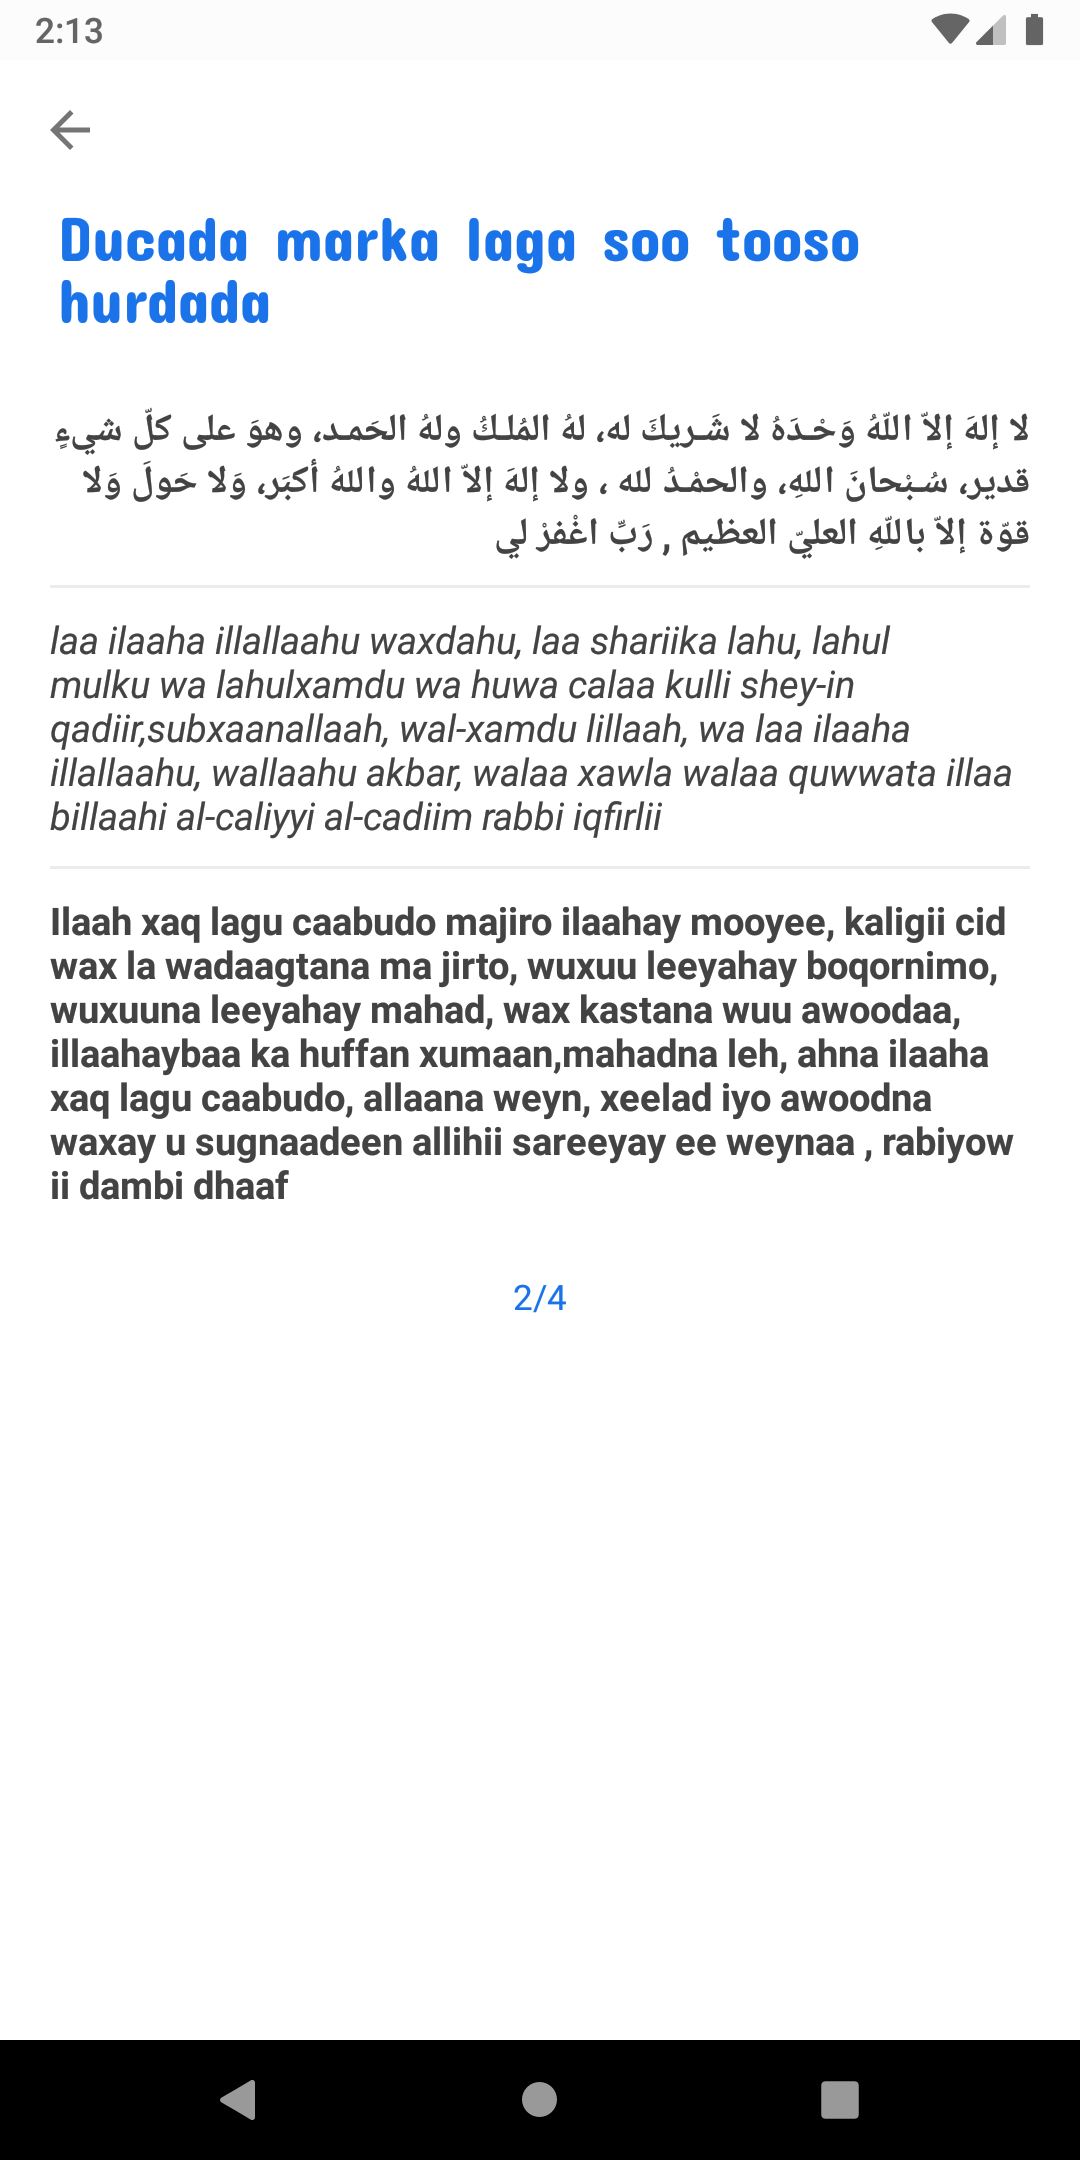 2:13
Ducada marka laga soo tooso
hurdada
لا إلهَ إلاّ اللّهُ وَحْـدَهُ لا شَـريكَ له، لهُ المُلـكُ ولهُ الحَمـد، وهوَ على كلّ شيءٍ
قدير، سُـبْحانَ اللهِ، والحمْـدُ لله ، ولا إلهَ إلاّ اللهُ واللهُ أكبَر، وَلا حَولَ وَلا
قوّة إلاّ باللّهِ العليّ العظيم , رَبِّ اغْفرْ لي
laa ilaaha illallaahu waxdahu, laa shariika lahu, lahul
mulku wa lahulxamdu wa huwa calaa kulli shey-in
qadiir,subxaanallaah, wal-xamdu lillaah, wa laa ilaaha
illallaahu, wallaahu akbar, walaa xawla walaa quwwata illaa
billaahi al-caliyyi al-cadiim rabbi iqfirlii
Ilaah xaq lagu caabudo majiro ilaahay mooyee, kaligii cid
wax la wadaagtana ma jirto, wuxuu leeyahay boqornimo,
wuxuuna leeyahay mahad, wax kastana wuu awoodaa,
illaahaybaa ka huffan xumaan,mahadna leh, ahna ilaaha
xaq lagu caabudo, allaana weyn, xeelad iyo awoodna
waxay u sugnaadeen allihii sareeyay ee weynaa , rabiyow
ii dambi dhaaf
2/4